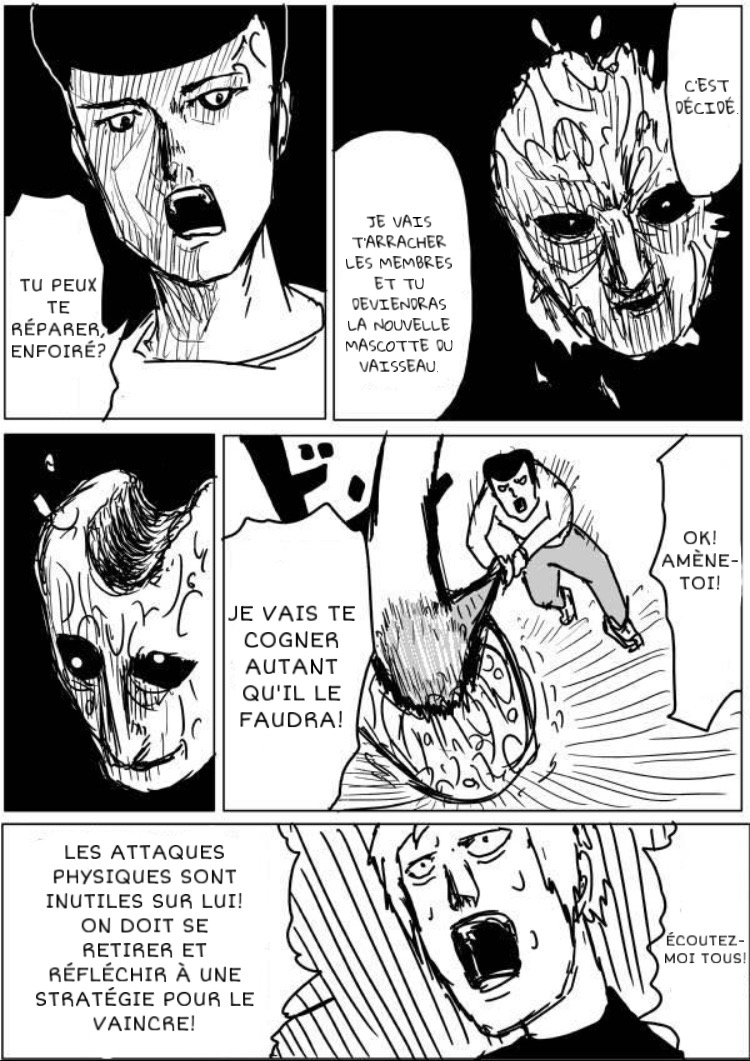 C'EST
DÉCIDÉ.
JE VAIS
T'ARRACHER
LES MEMBRES
ET TU
DEVIENDRAS
LA NOUVELLE
MASCOTTE DU
VAISSEAU.
TU PEUX
TE
RÉPARER,
ENFOIRÉ?
OK!
AMÈNE-
TOI!
JE VAIS TE
COGNER
AUTANT
QU'IL LE
FAUDRA!
ÉCOUTEZ-
MOI TOUS!
LES ATTAQUES
PHYSIQUES SONT
INUTILES SUR LUI!
ON DOIT SE
RETIRER ET
RÉFLÉCHIR À UNE
STRATÉGIE POUR LE
VAINCRE!